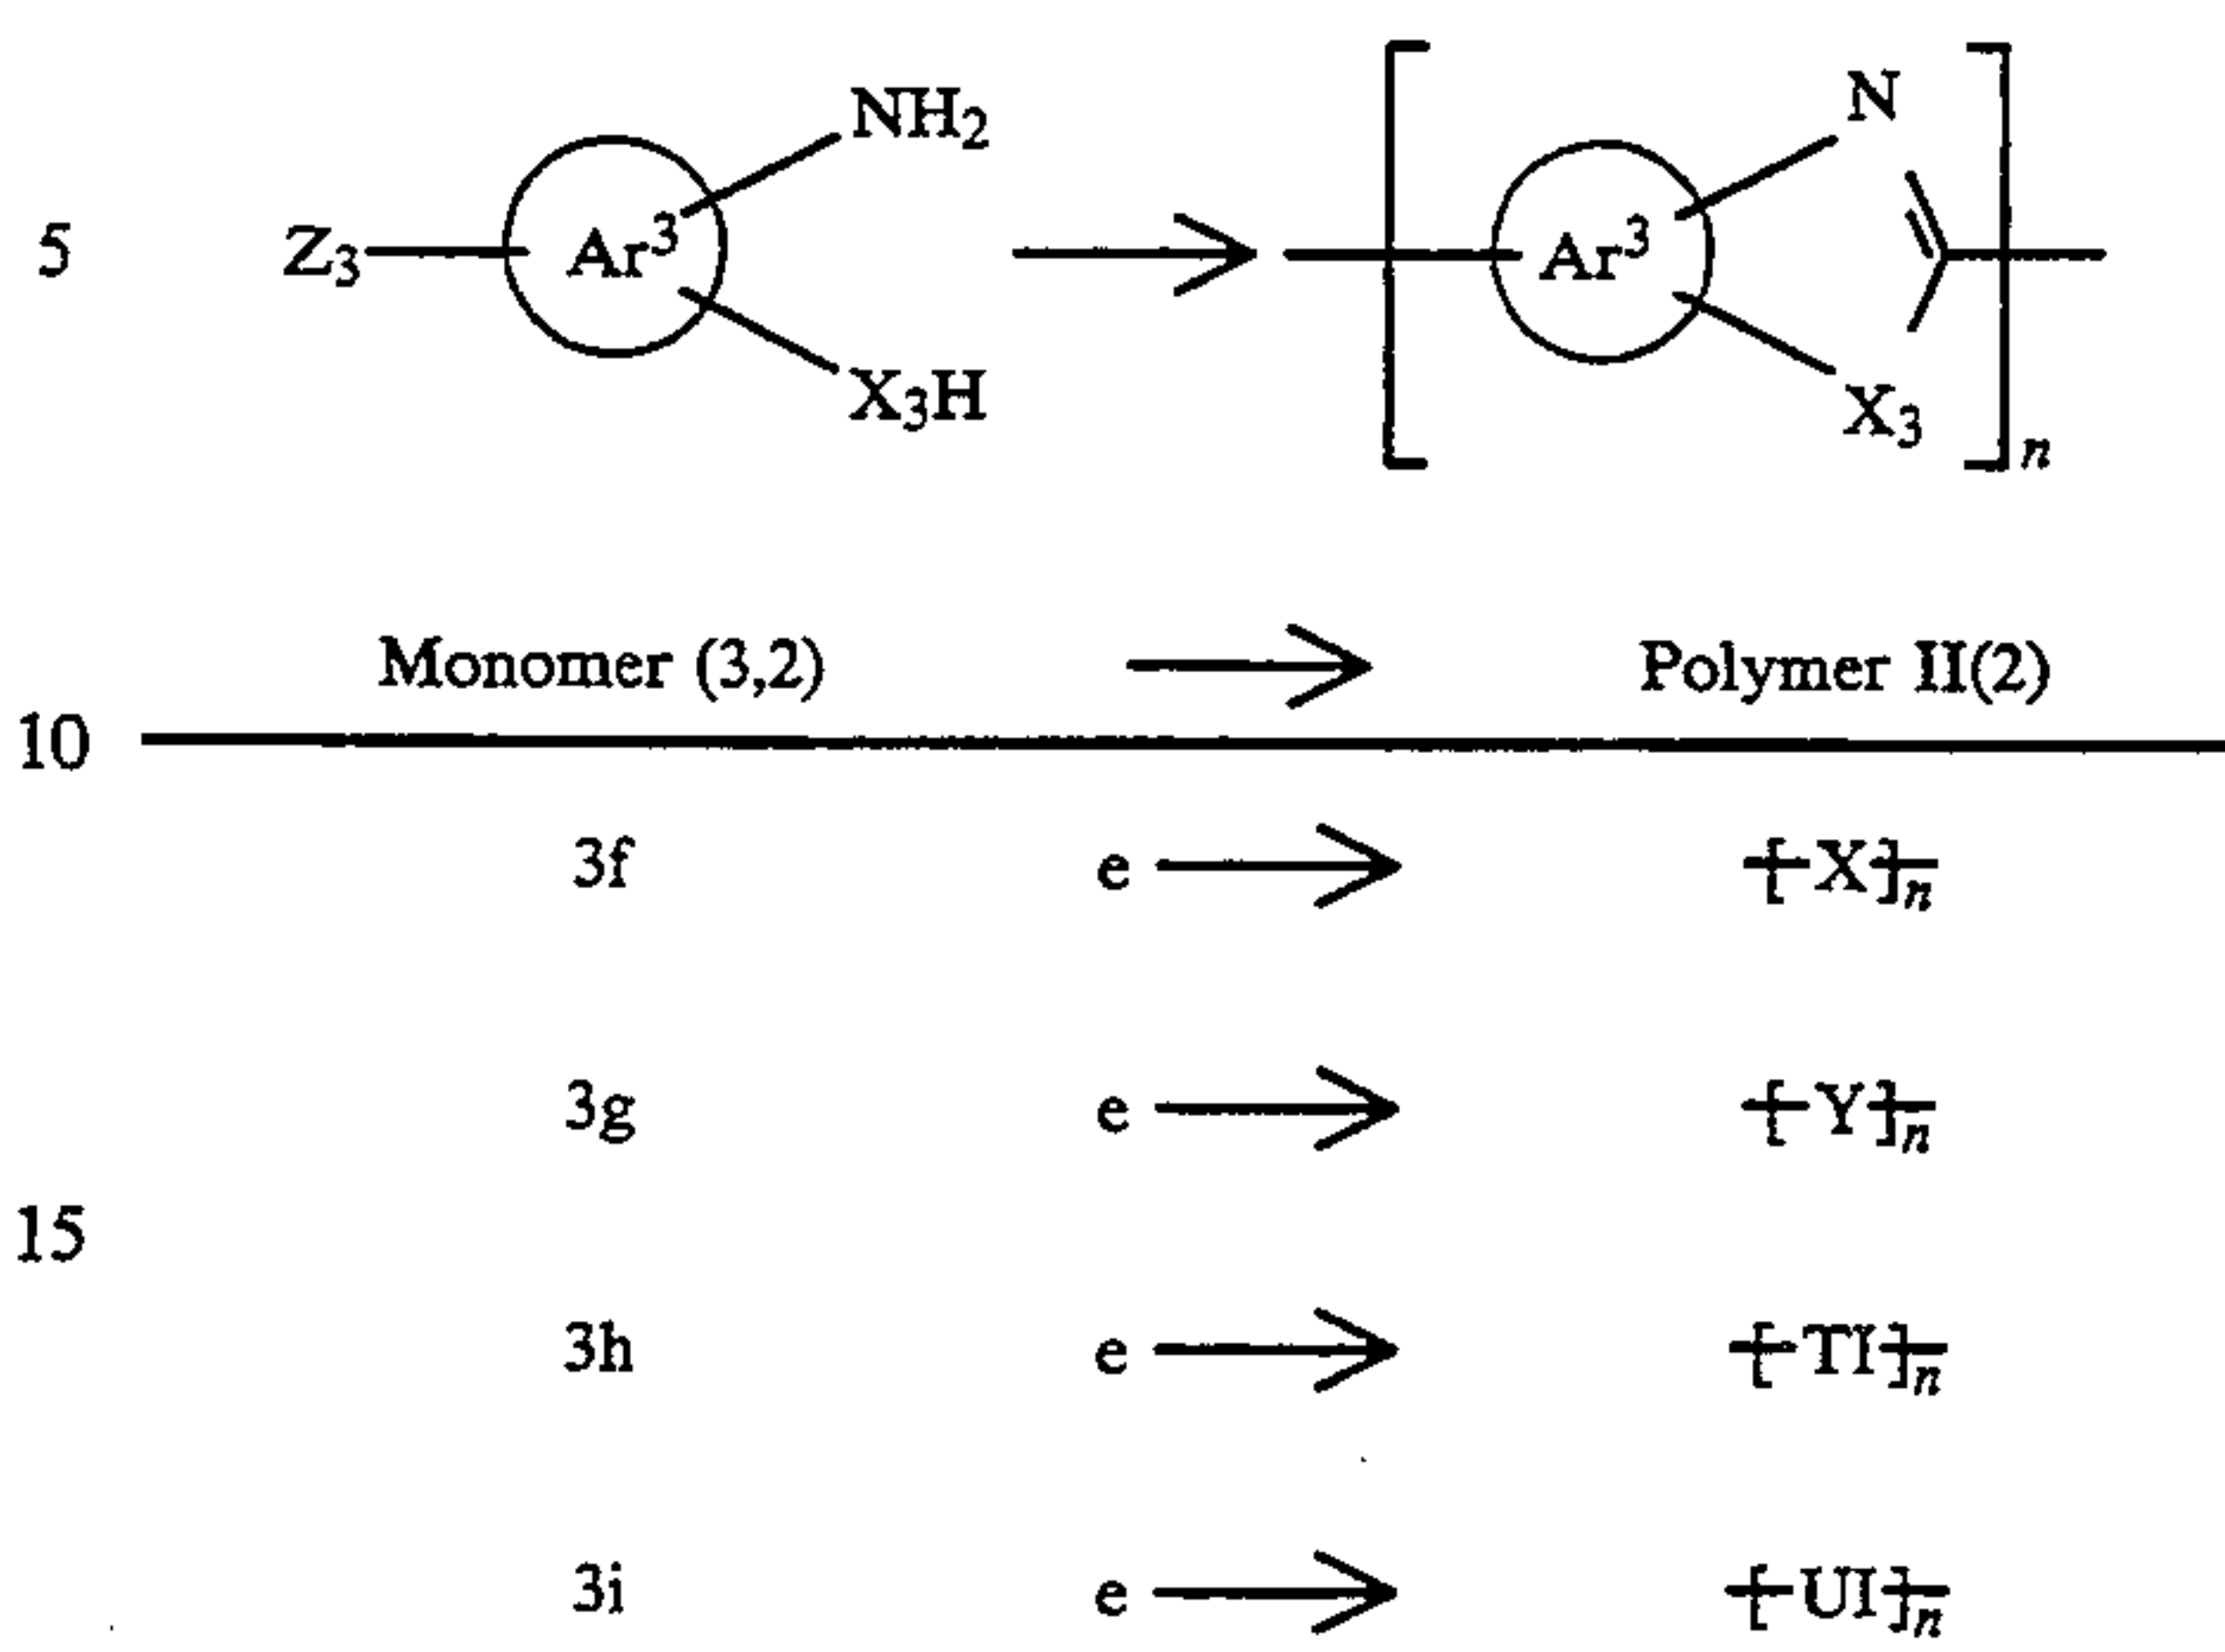 NH₂
N
5 Z₃ Ar³ Ar³
X₃H X₃ n
Monomer (3,2) Polymer II(2)
10
3f e [X]n
3g e [Y]n
15
3h e [TI]n
3i e [UI]n